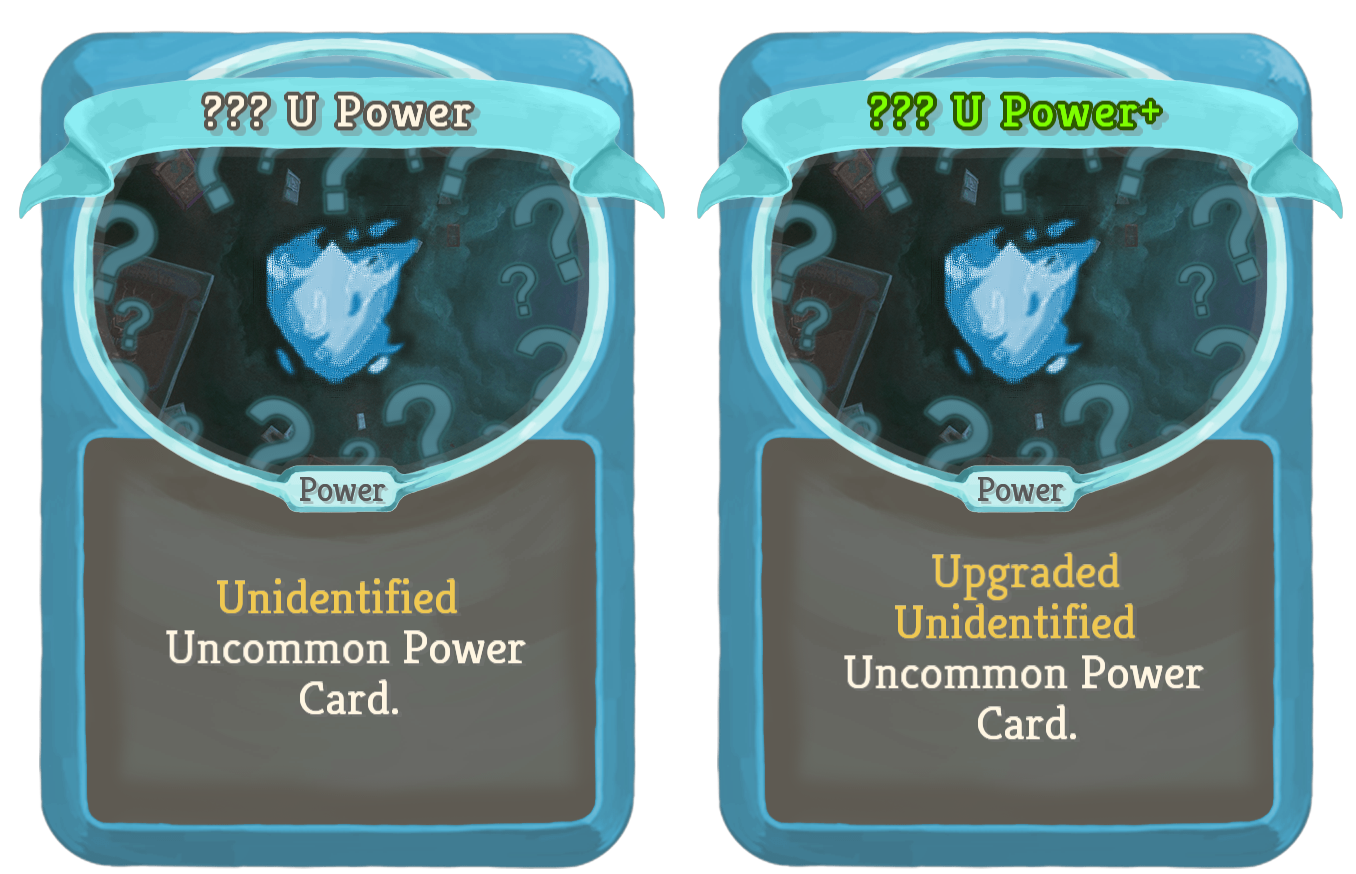 ??? U Power
Power
Unidentified
Uncommon Power
Card.
??? U Power+
Power
Upgraded
Unidentified
Uncommon Power
Card.